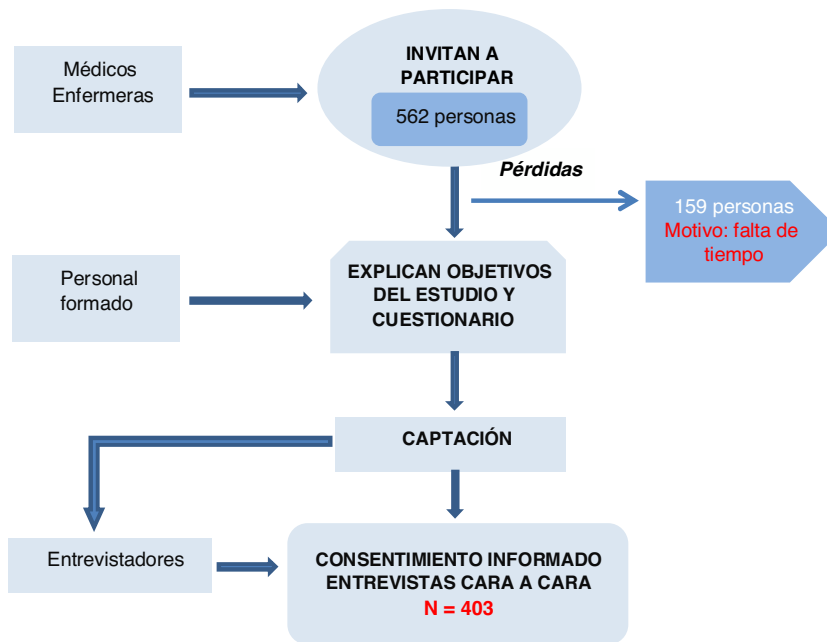 Médicos
Enfermeras
INVITAN A
PARTICIPAR
562 personas
Pérdidas
159 personas
Motivo: falta de
tiempo
Personal
formado
EXPLICAN OBJETIVOS
DEL ESTUDIO Y
CUESTIONARIO
CAPTACIÓN
Entrevistadores
CONSENTIMIENTO INFORMADO
ENTREVISTAS CARA A CARA
N = 403